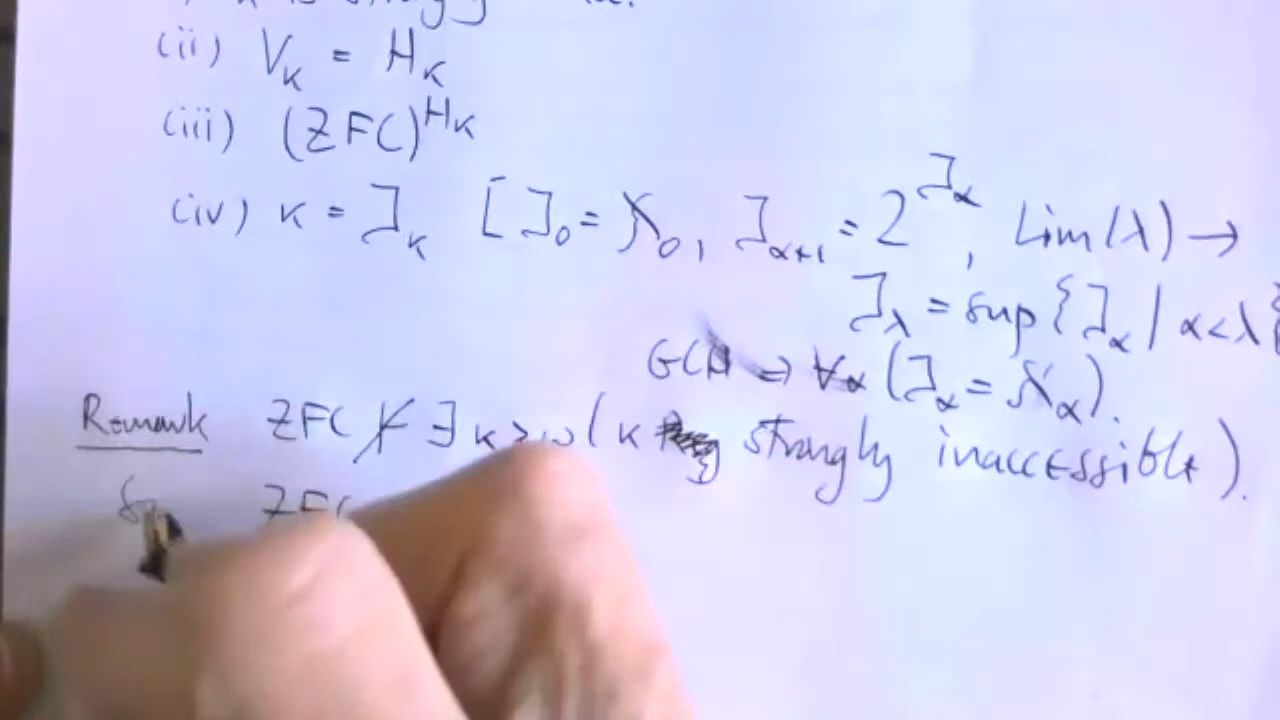 (ii) V_κ = H_κ
(iii) (ZFC)^{H_κ}
(iv) κ = ℶ_κ [ℶ_0 = ℵ_0, ℶ_{α+1} = 2^{ℶ_α}, Lim(λ) →
ℶ_λ = sup{ℶ_α | α<λ}
GCH ⇒ ∀α (ℶ_α = ℵ_α).
Remark ZFC ⊬ ∃κ>ω(κ strongly inaccessible).
ZFC